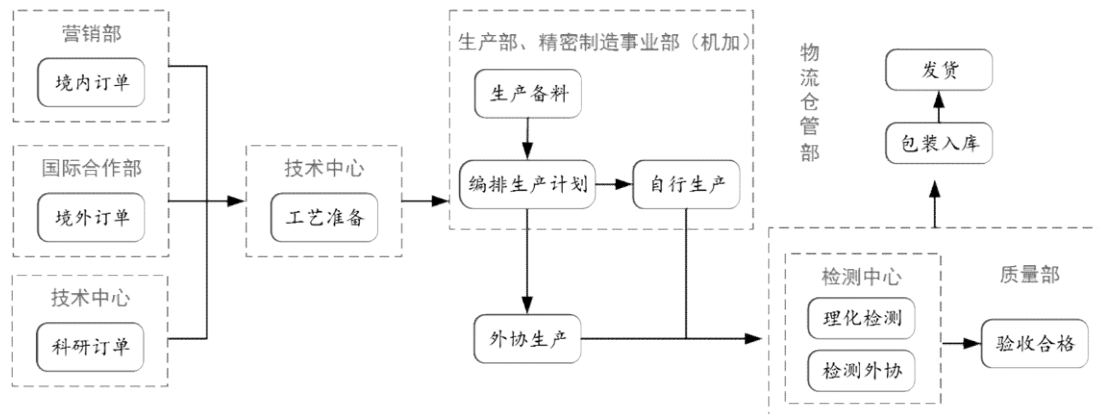 营销部
境内订单
国际合作部
境外订单
技术中心
科研订单
技术中心
工艺准备
生产部、精密制造事业部（机加）
生产备料
编排生产计划
自行生产
外协生产
物流仓管部
发货
包装入库
检测中心
理化检测
检测外协
质量部
验收合格